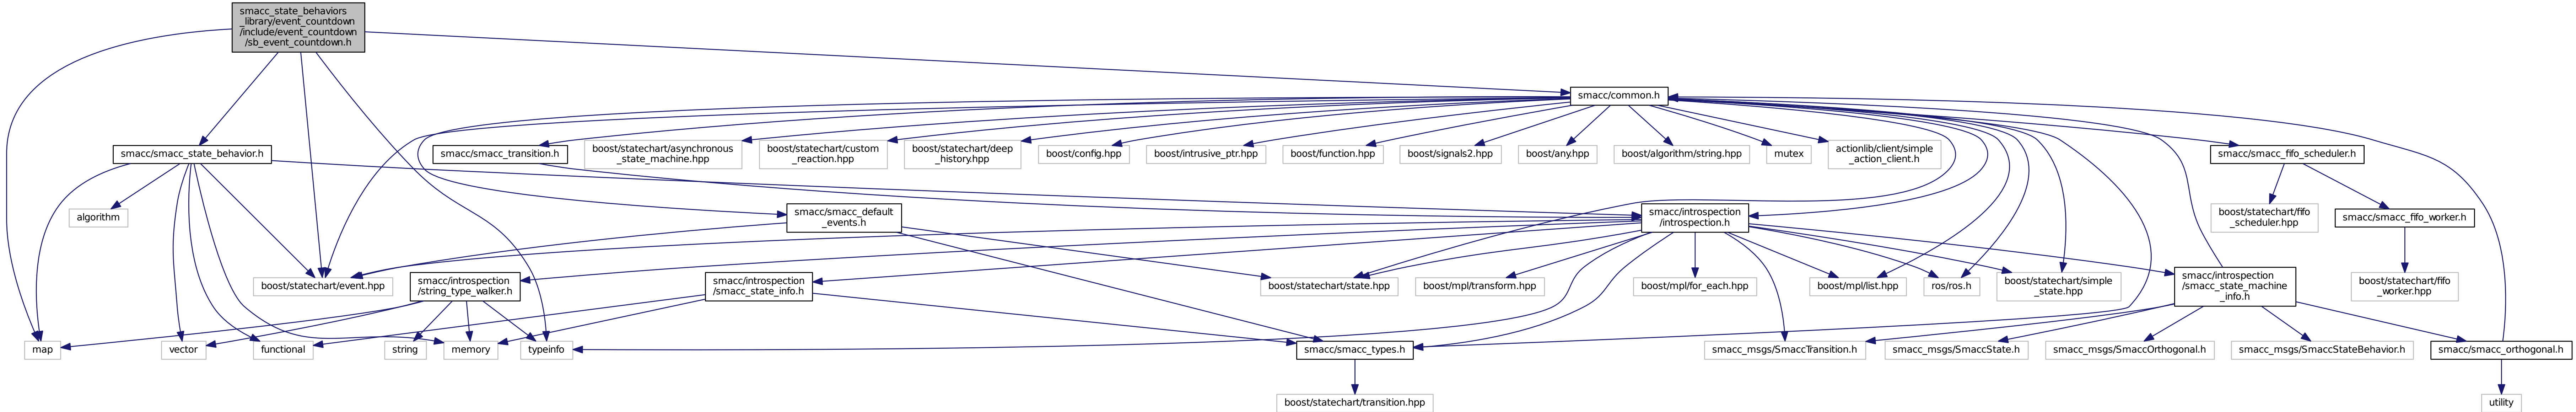 smacc_state_behaviors
_library/event_countdown
/include/event_countdown
/sb_event_countdown.h
smacc/common.h
smacc/smacc_state_behavior.h
smacc/smacc_transition.h
boost/statechart/asynchronous
_state_machine.hpp
boost/statechart/custom
_reaction.hpp
boost/statechart/deep
_history.hpp
boost/config.hpp
boost/intrusive_ptr.hpp
boost/function.hpp
boost/signals2.hpp
boost/any.hpp
boost/algorithm/string.hpp
mutex
actionlib/client/simple
_action_client.h
smacc/smacc_fifo_scheduler.h
algorithm
smacc/smacc_default
_events.h
smacc/introspection
/introspection.h
boost/statechart/fifo
_scheduler.hpp
smacc/smacc_fifo_worker.h
boost/statechart/event.hpp
smacc/introspection
/string_type_walker.h
smacc/introspection
/smacc_state_info.h
boost/statechart/state.hpp
boost/mpl/transform.hpp
boost/mpl/for_each.hpp
boost/mpl/list.hpp
ros/ros.h
boost/statechart/simple
_state.hpp
smacc/introspection
/smacc_state_machine
_info.h
boost/statechart/fifo
_worker.hpp
map
vector
functional
string
memory
typeinfo
smacc/smacc_types.h
smacc_msgs/SmaccTransition.h
smacc_msgs/SmaccState.h
smacc_msgs/SmaccOrthogonal.h
smacc_msgs/SmaccStateBehavior.h
smacc/smacc_orthogonal.h
boost/statechart/transition.hpp
utility